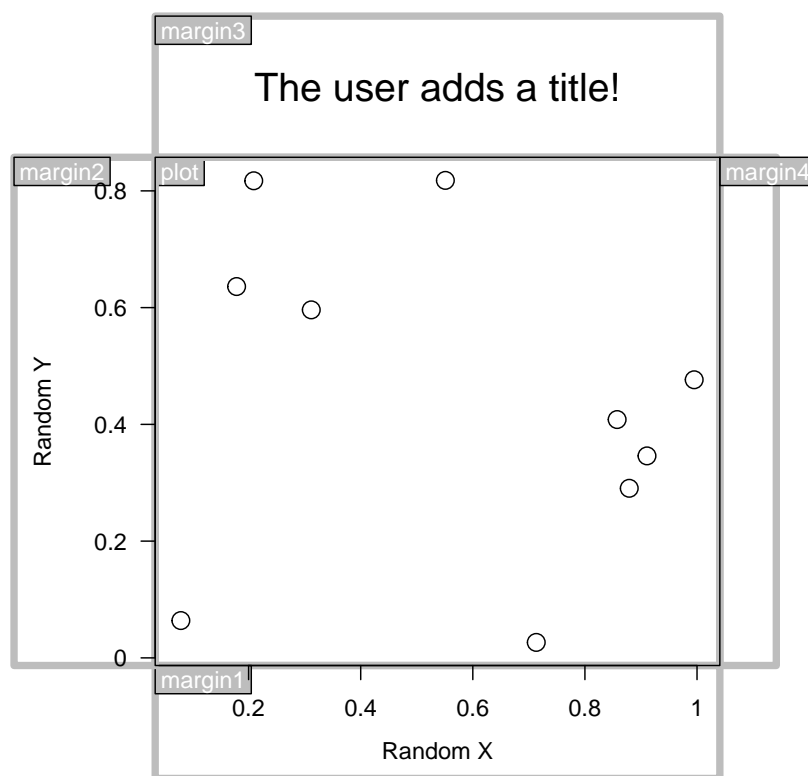 margin3
The user adds a title!
margin2
plot
margin4
0.8
0.6
Random Y
0.4
0.2
0
margin1
0.2 0.4 0.6 0.8 1
Random X